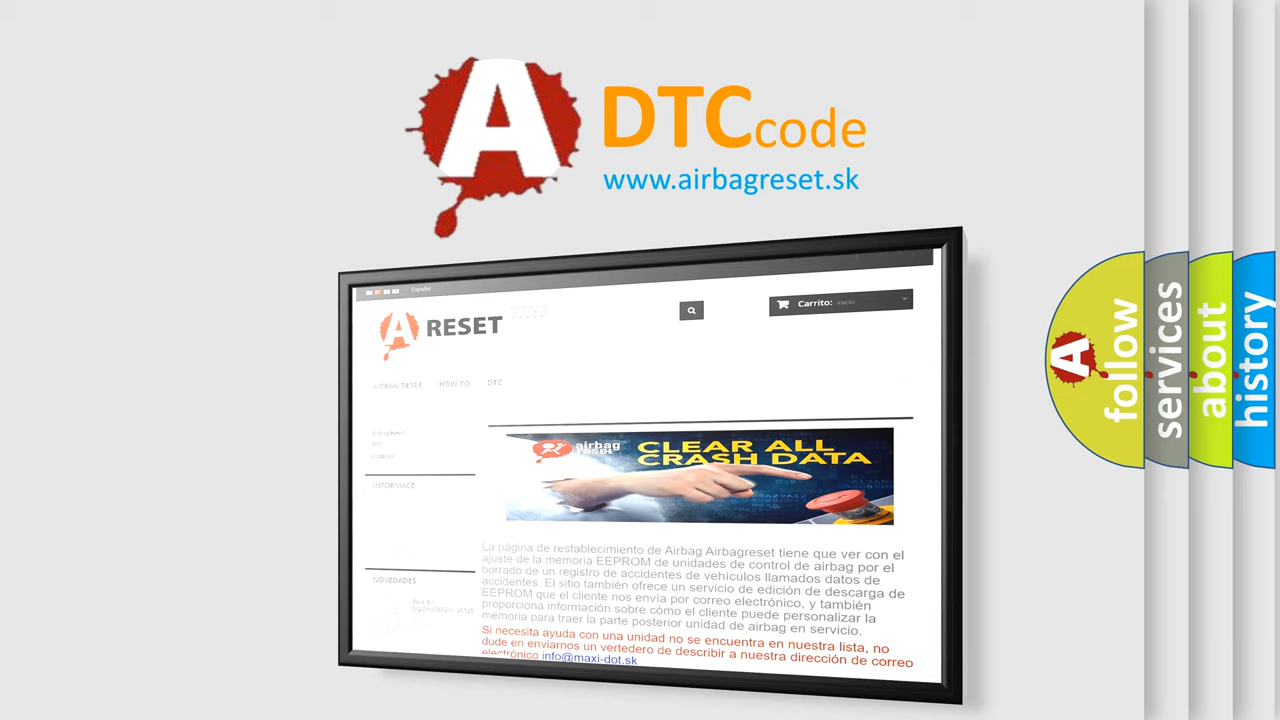 A DTCcode
www.airbagreset.sk
Español
A RESET
Carrito: vacío
AIRBAG RESET HOW TO DTC
Airbag Reset
DTC
INFORMACE
NOVEDADES
airbag
reset
CLEAR ALL
CRASH DATA
La página de restablecimiento de Airbag Airbagreset tiene que ver con el
ajuste de la memoria EEPROM de unidades de control de airbag por el
borrado de un registro de accidentes de vehículos llamados datos de
accidentes. El sitio también ofrece un servicio de edición de descarga de
EEPROM que el cliente nos envía por correo electrónico, y también
proporciona información sobre cómo el cliente puede personalizar la
memoria para traer la parte posterior unidad de airbag en servicio.
Si necesita ayuda con una unidad no se encuentra en nuestra lista, no
dude en enviarnos un vertedero de describir a nuestra dirección de correo
electrónico info@maxi-dot.sk
A
follow
services
about
history